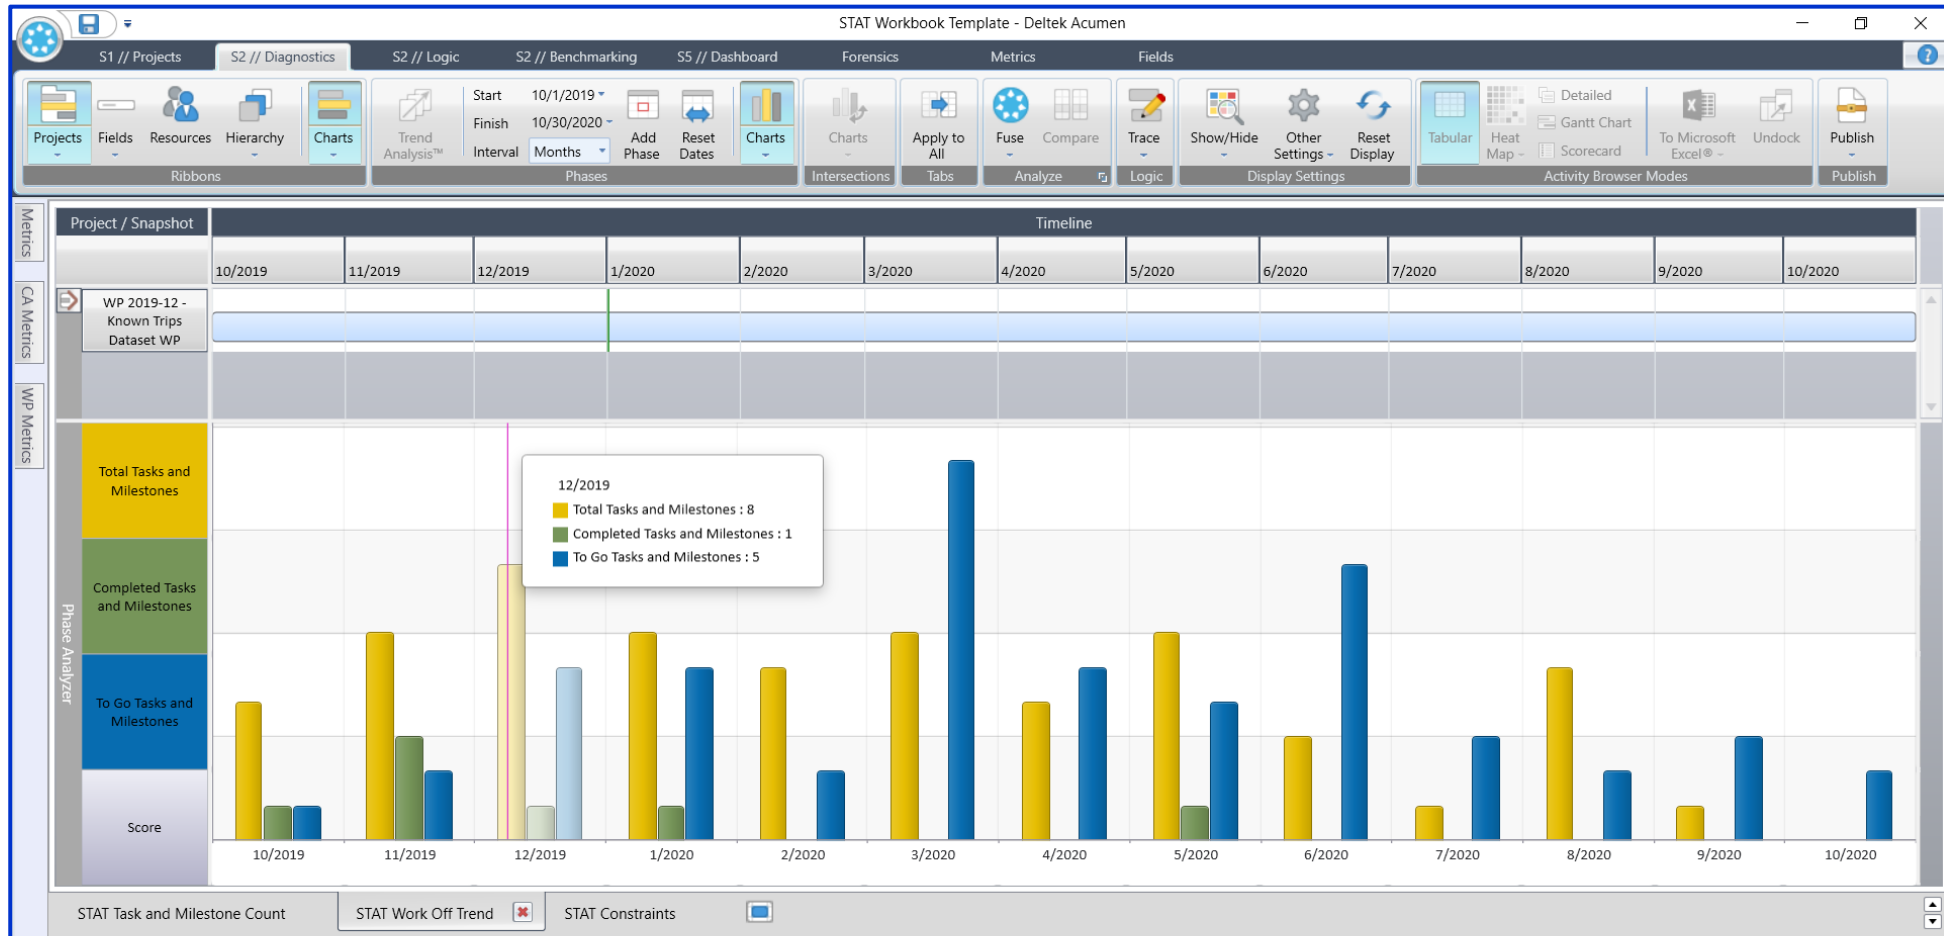 STAT Workbook Template - Deltek Acumen
S1 // Projects
S2 // Diagnostics
S2 // Logic
S2 // Benchmarking
S5 // Dashboard
Forensics
Metrics
Fields
Projects
Fields
Resources
Hierarchy
Charts
Ribbons
Trend
Analysis™
Start 10/1/2019
Finish 10/30/2020
Interval Months
Add
Phase
Reset
Dates
Charts
Phases
Charts
Intersections
Apply to
All
Tabs
Fuse
Compare
Analyze
Trace
Logic
Show/Hide
Other
Settings
Reset
Display
Display Settings
Tabular
Heat
Map
Detailed
Gantt Chart
Scorecard
To Microsoft
Excel®
Undock
Activity Browser Modes
Publish
Publish
Metrics
CA Metrics
WP Metrics
Project / Snapshot
Timeline
10/2019 11/2019 12/2019 1/2020 2/2020 3/2020 4/2020 5/2020 6/2020 7/2020 8/2020 9/2020 10/2020
WP 2019-12 -
Known Trips
Dataset WP
Phase Analyzer
Total Tasks and
Milestones
Completed Tasks
and Milestones
To Go Tasks and
Milestones
Score
12/2019
Total Tasks and Milestones : 8
Completed Tasks and Milestones : 1
To Go Tasks and Milestones : 5
10/2019 11/2019 12/2019 1/2020 2/2020 3/2020 4/2020 5/2020 6/2020 7/2020 8/2020 9/2020 10/2020
STAT Task and Milestone Count
STAT Work Off Trend
STAT Constraints